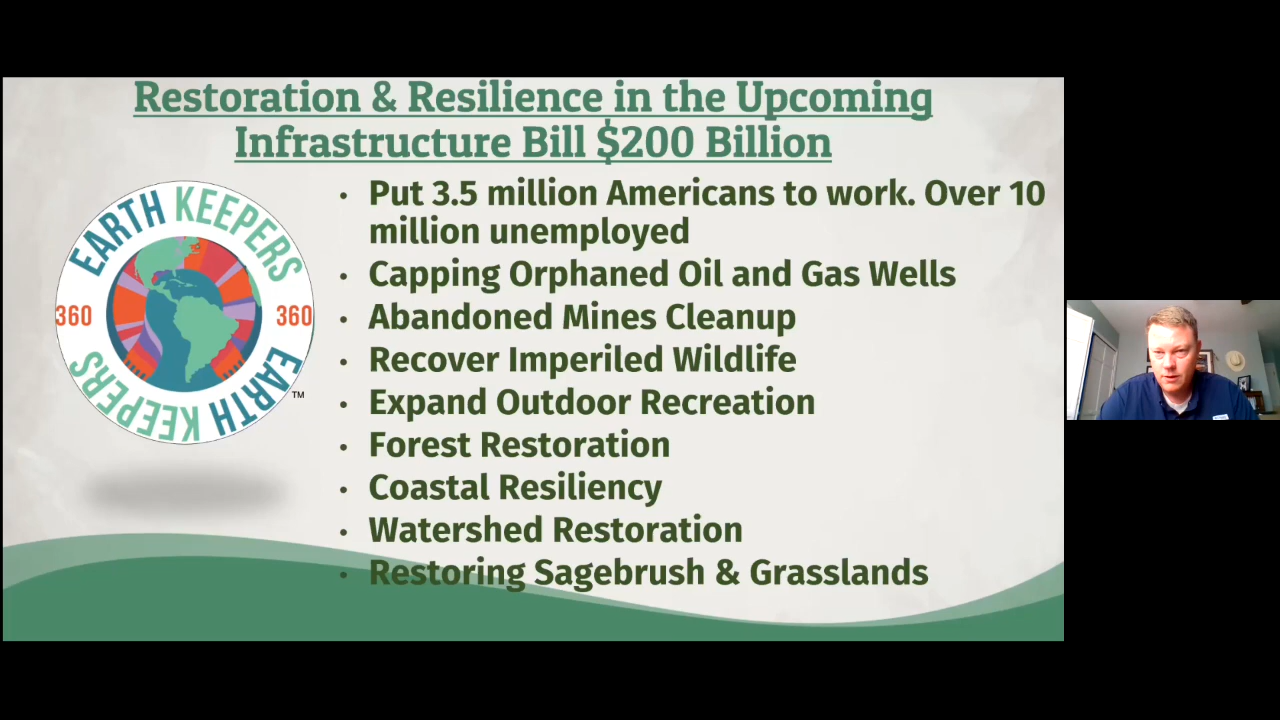 Restoration & Resilience in the Upcoming
Infrastructure Bill $200 Billion
EARTH KEEPERS
360
360
EARTH KEEPERS
TM
• Put 3.5 million Americans to work. Over 10
million unemployed
• Capping Orphaned Oil and Gas Wells
• Abandoned Mines Cleanup
• Recover Imperiled Wildlife
• Expand Outdoor Recreation
• Forest Restoration
• Coastal Resiliency
• Watershed Restoration
• Restoring Sagebrush & Grasslands